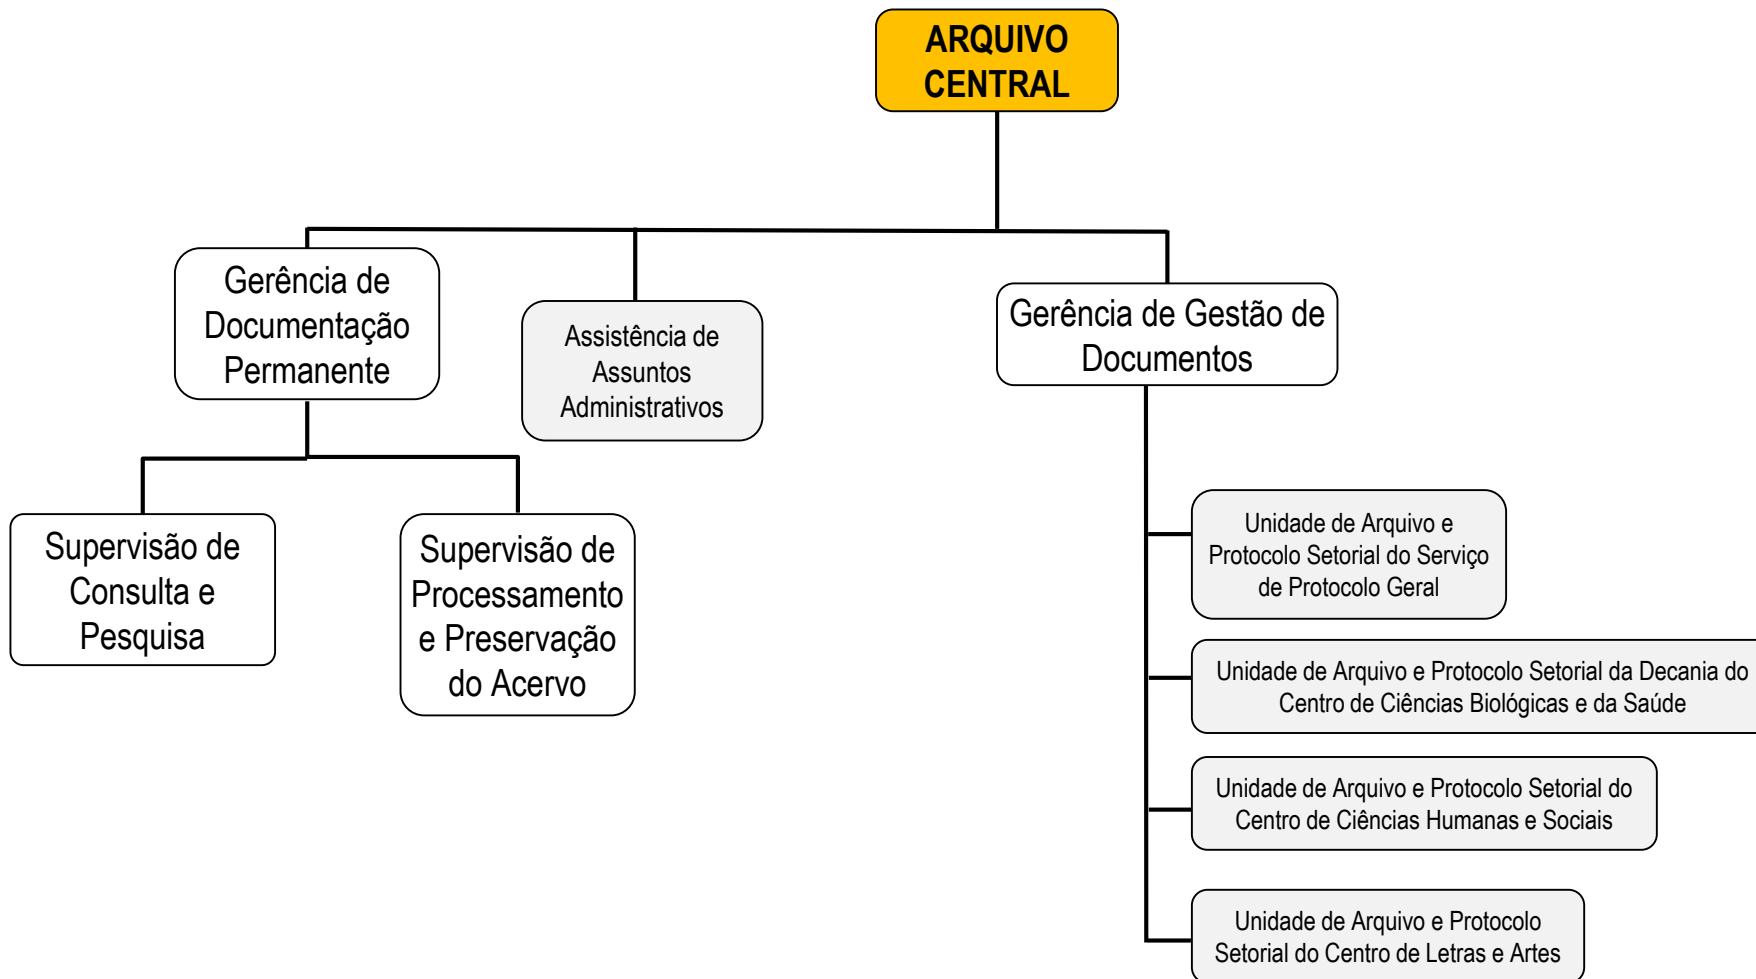 ARQUIVO
CENTRAL
Gerência de
Documentação
Permanente
Assistência de
Assuntos
Administrativos
Gerência de Gestão de
Documentos
Supervisão de
Consulta e
Pesquisa
Supervisão de
Processamento
e Preservação
do Acervo
Unidade de Arquivo e
Protocolo Setorial do Serviço
de Protocolo Geral
Unidade de Arquivo e Protocolo Setorial da Decania do
Centro de Ciências Biológicas e da Saúde
Unidade de Arquivo e Protocolo Setorial do
Centro de Ciências Humanas e Sociais
Unidade de Arquivo e Protocolo
Setorial do Centro de Letras e Artes